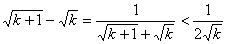 √(k+1) − √k = 1/(√(k+1) + √k) < 1/(2√k)